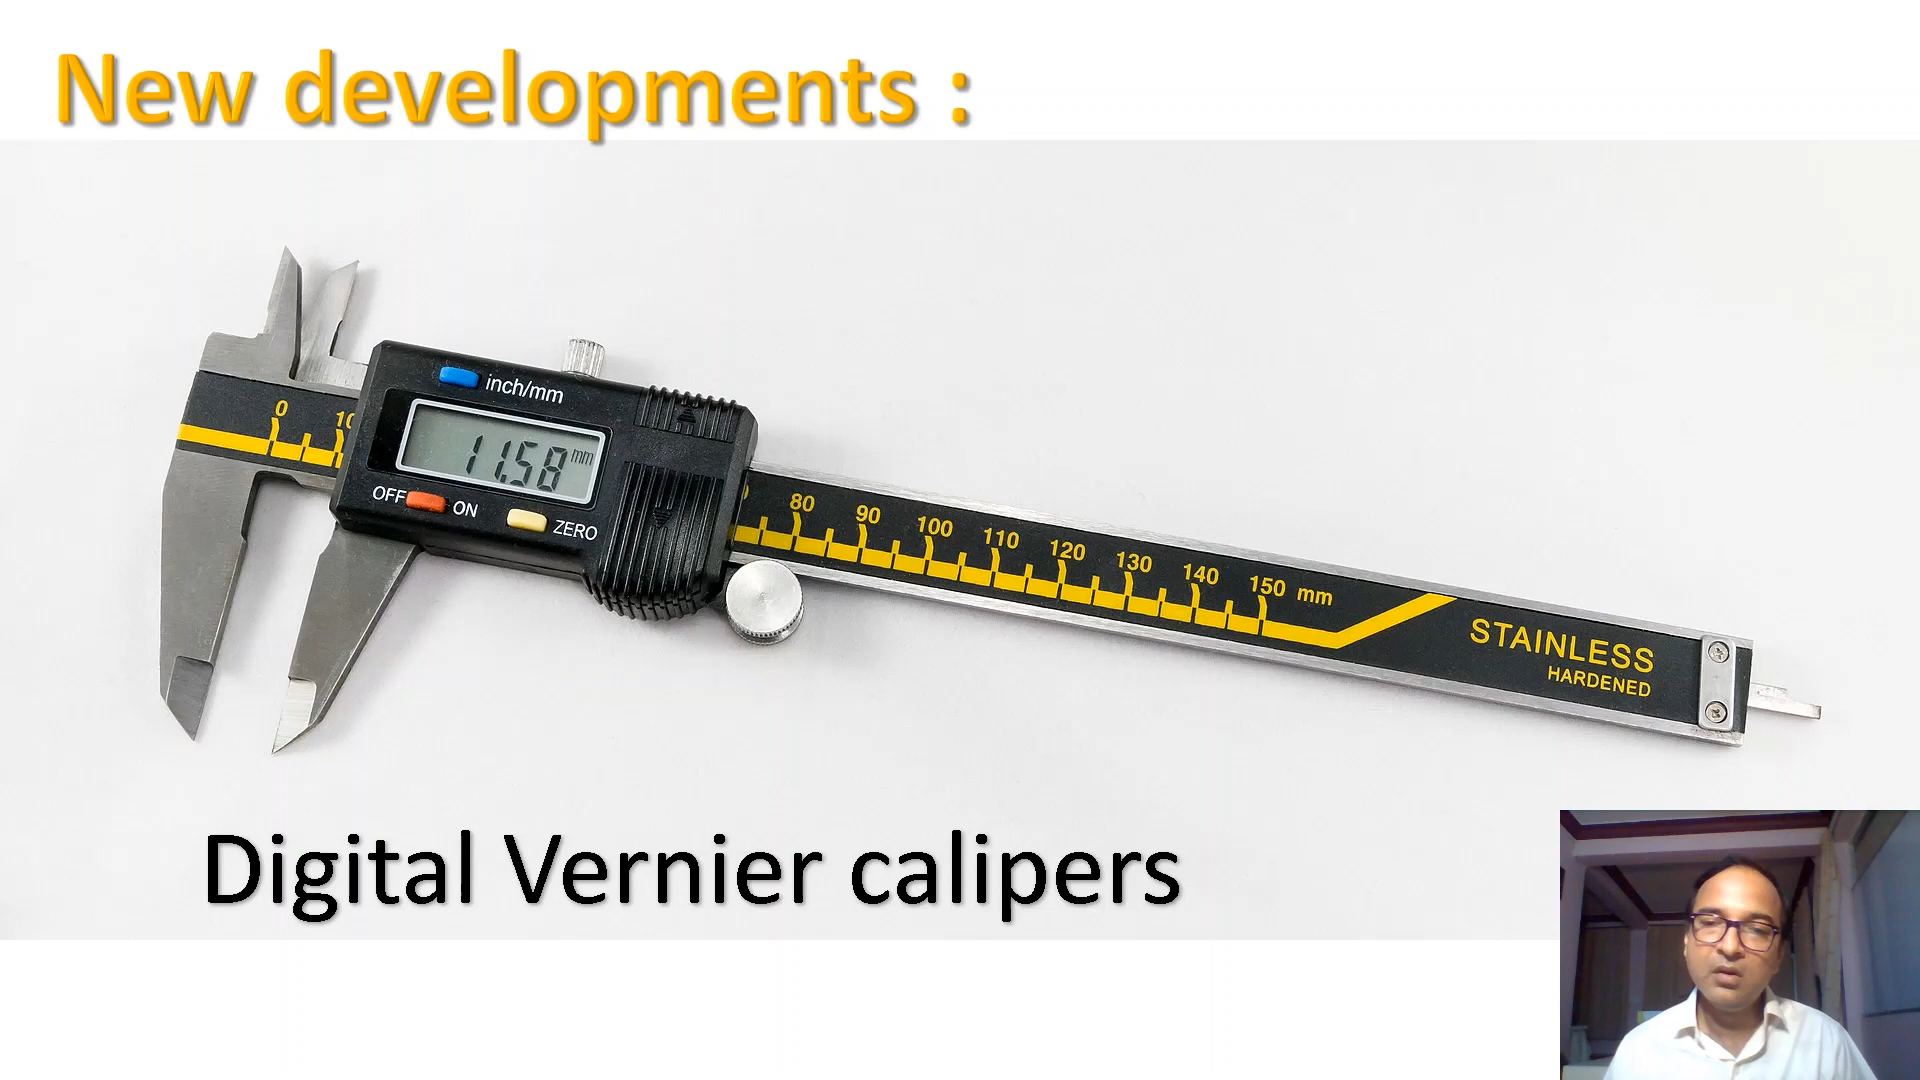 New developments :
inch/mm
0 10
11.58 mm
OFF ON ZERO
80 90 100 110 120 130 140 150 mm
STAINLESS
HARDENED
Digital Vernier calipers